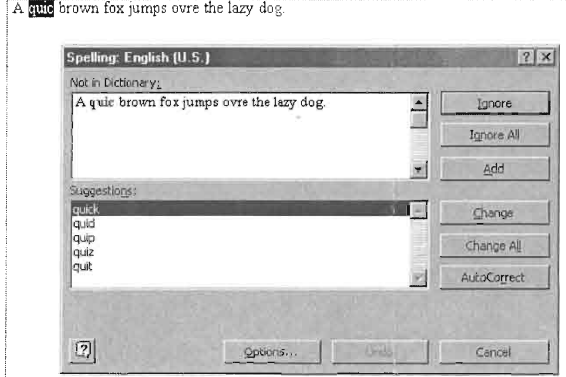 A quic brown fox jumps ovre the lazy dog.
Spelling: English (U.S.)
Not in Dictionary:
A quic brown fox jumps ovre the lazy dog.
Ignore
Ignore All
Add
Suggestions:
quick
quid
quip
quiz
quit
Change
Change All
AutoCorrect
Options...
Undo
Cancel